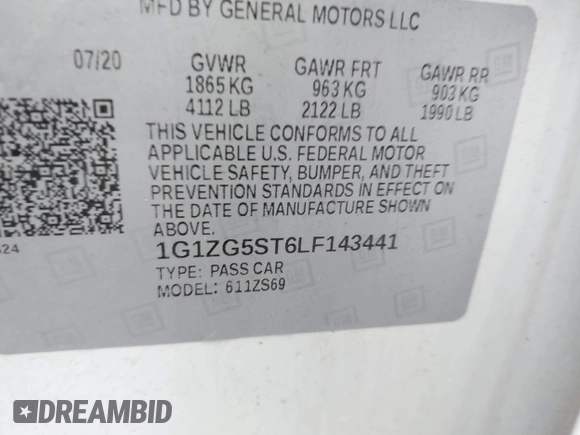 MFD BY GENERAL MOTORS LLC
07/20 GVWR GAWR FRT GAWR RR
1865 KG 963 KG 903 KG
4112 LB 2122 LB 1990 LB
THIS VEHICLE CONFORMS TO ALL
APPLICABLE U.S. FEDERAL MOTOR
VEHICLE SAFETY, BUMPER, AND THEFT
PREVENTION STANDARDS IN EFFECT ON
THE DATE OF MANUFACTURE SHOWN
ABOVE.
1G1ZG5ST6LF143441
TYPE: PASS CAR
MODEL: 611ZS69
DREAMBID